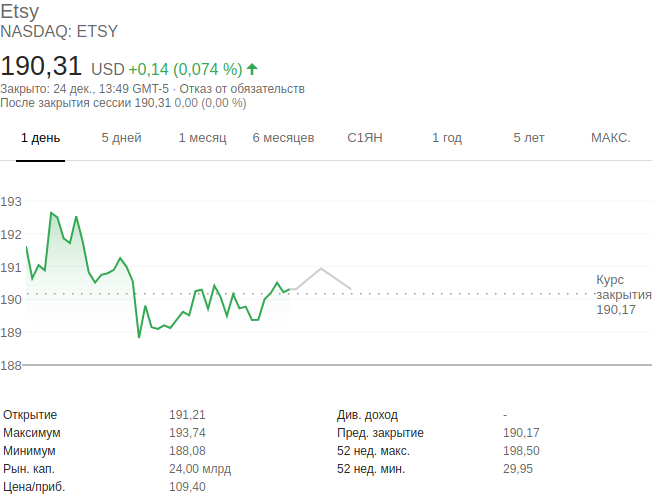 Etsy
NASDAQ: ETSY
190,31 USD +0,14 (0,074 %)
Закрыто: 24 дек., 13:49 GMT-5 · Отказ от обязательств
После закрытия сессии 190,31 0,00 (0,00 %)
1 день 5 дней 1 месяц 6 месяцев С1ЯН 1 год 5 лет МАКС.
193
192
191
190
189
188
Курс
закрытия
190,17
Открытие 191,21 Див. доход -
Максимум 193,74 Пред. закрытие 190,17
Минимум 188,08 52 нед. макс. 198,50
Рын. кап. 24,00 млрд 52 нед. мин. 29,95
Цена/приб. 109,40